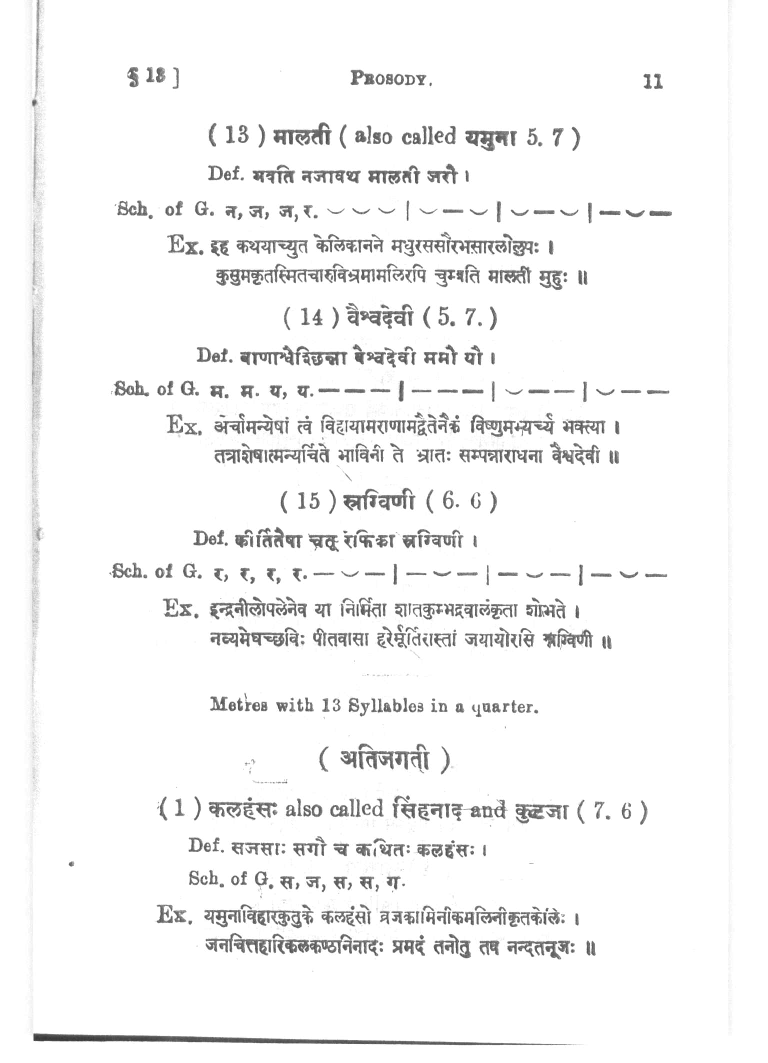 § 13 ] PROSODY. 11
( 13 ) मालती ( also called यमुना 5. 7 )
Def. भवति नजावथ मालती जरौ ।
Sch. of G. न, ज, ज, र. ⏑ ⏑ ⏑ | ⏑ — ⏑ | ⏑ — ⏑ | — ⏑ —
Ex. इह कथयाच्युत केलिकानने मधुरससौरभसारलोलुपः ।
कुसुमकृतस्मितचारुविभ्रमामलिरपि चुम्बति मालतीं मुहुः ॥
( 14 ) वैश्वदेवी ( 5. 7. )
Def. बाणाश्वैश्छिन्ना वैश्वदेवी ममौ यौ ।
Sch. of G. म. म. य, य. — — — | — — — | ⏑ — — | ⏑ — —
Ex. अर्चामन्येषां त्वं विहायामराणामद्वैतेनैकं विष्णुमभ्यर्च्य भक्त्या ।
तत्राशेषात्मन्यर्चिते भाविनी ते भ्रातः सम्पन्नाराधना वैश्वदेवी ॥
( 15 ) स्रग्विणी ( 6. 6 )
Def. कीर्तितैषा चतू रेफिका स्रग्विणी ।
Sch. of G. र, र, र, र. — ⏑ — | — ⏑ — | — ⏑ — | — ⏑ —
Ex. इन्द्रनीलोपलेनेव या निर्मिता शातकुम्भद्रवालंकृता शोभते ।
नव्यमेघच्छविः पीतवासा हरेर्मूर्तिरास्तां जयायोरसि स्रग्विणी ॥
Metres with 13 Syllables in a quarter.
( अतिजगती )
( 1 ) कलहंसः also called सिंहनाद and कुटजा ( 7. 6 )
Def. सजसाः सगौ च कथितः कलहंसः ।
Sch. of G. स, ज, स, स, ग.
Ex. यमुनाविहारकुतुके कलहंसो व्रजकामिनीकमलिनीकृतकेलिः ।
जनचित्तहारिकलकण्ठनिनादः प्रमदं तनोतु तव नन्दतनूजः ॥